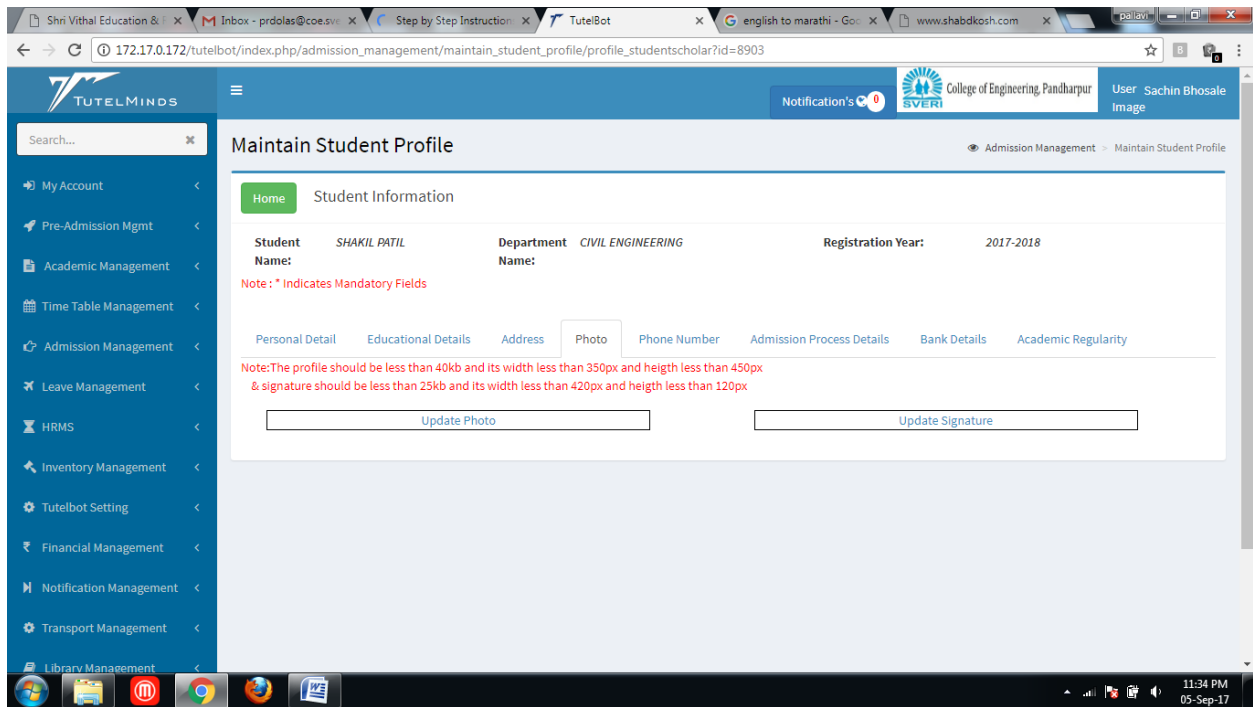 Shri Vithal Education &
Inbox - prdolas@coe.sve
Step by Step Instruction
TutelBot
english to marathi - Goo
www.shabdkosh.com
pallavi
172.17.0.172/tutelbot/index.php/admission_management/maintain_student_profile/profile_studentscholar?id=8903
TUTELMINDS
Notification's 0
SVERI
College of Engineering, Pandharpur
User Image
Sachin Bhosale
Search...
Maintain Student Profile
Admission Management > Maintain Student Profile
My Account
Pre-Admission Mgmt
Academic Management
Time Table Management
Admission Management
Leave Management
HRMS
Inventory Management
Tutelbot Setting
Financial Management
Notification Management
Transport Management
Library Management
Home Student Information
Student Name: SHAKIL PATIL
Department Name: CIVIL ENGINEERING
Registration Year: 2017-2018
Note : * Indicates Mandatory Fields
Personal Detail Educational Details Address Photo Phone Number Admission Process Details Bank Details Academic Regularity
Note:The profile should be less than 40kb and its width less than 350px and heigth less than 450px
& signature should be less than 25kb and its width less than 420px and heigth less than 120px
Update Photo
Update Signature
11:34 PM
05-Sep-17